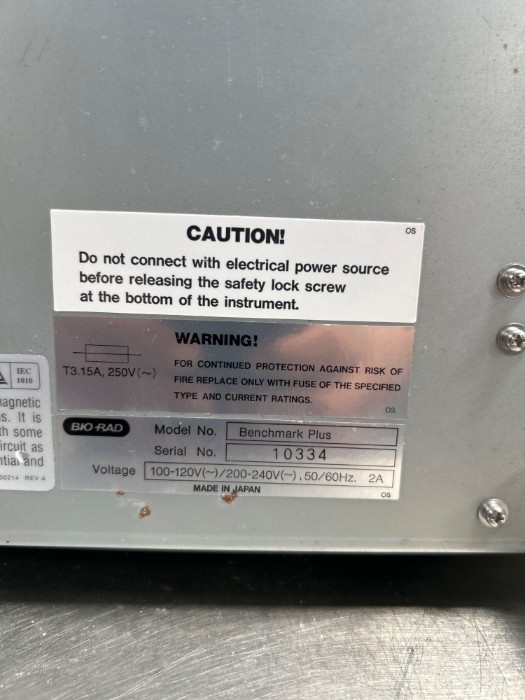 CAUTION!
OS
Do not connect with electrical power source
before releasing the safety lock screw
at the bottom of the instrument.
WARNING!
T3.15A, 250V(~)
FOR CONTINUED PROTECTION AGAINST RISK OF
FIRE REPLACE ONLY WITH FUSE OF THE SPECIFIED
TYPE AND CURRENT RATINGS.
OS
IEC
1010
agnetic
s. It is
th some
ircuit as
ntial and
00214 REV A
BIO-RAD
Model No. Benchmark Plus
Serial No. 10334
Voltage 100-120V(~)/200-240V(~), 50/60Hz. 2A
MADE IN JAPAN
OS